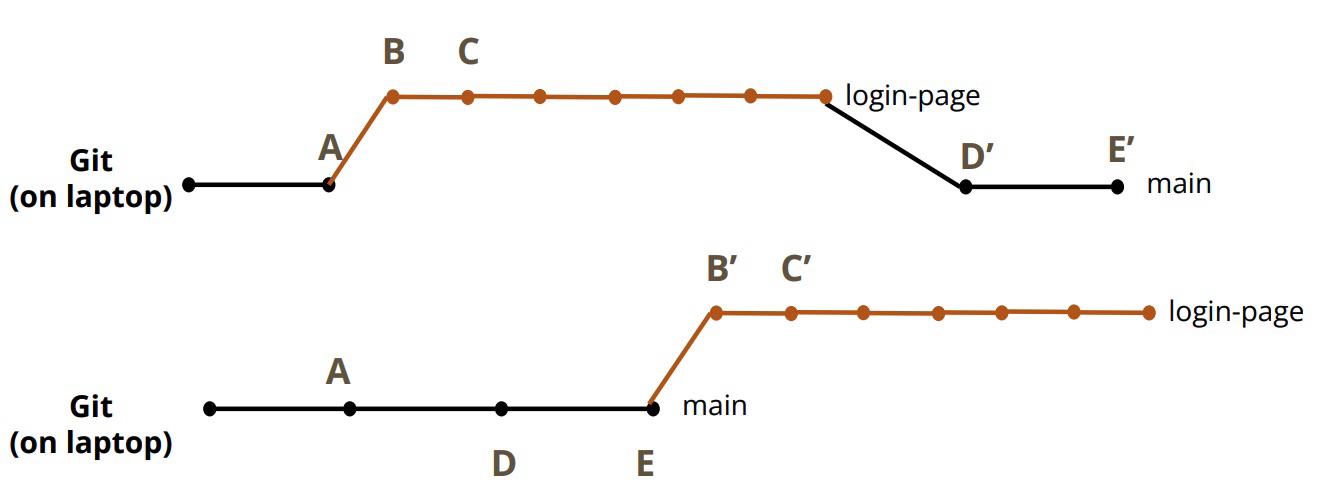 B C
login-page
A
Git
(on laptop)
D’ E’
main
B’ C’
login-page
A
Git
(on laptop)
main
D E